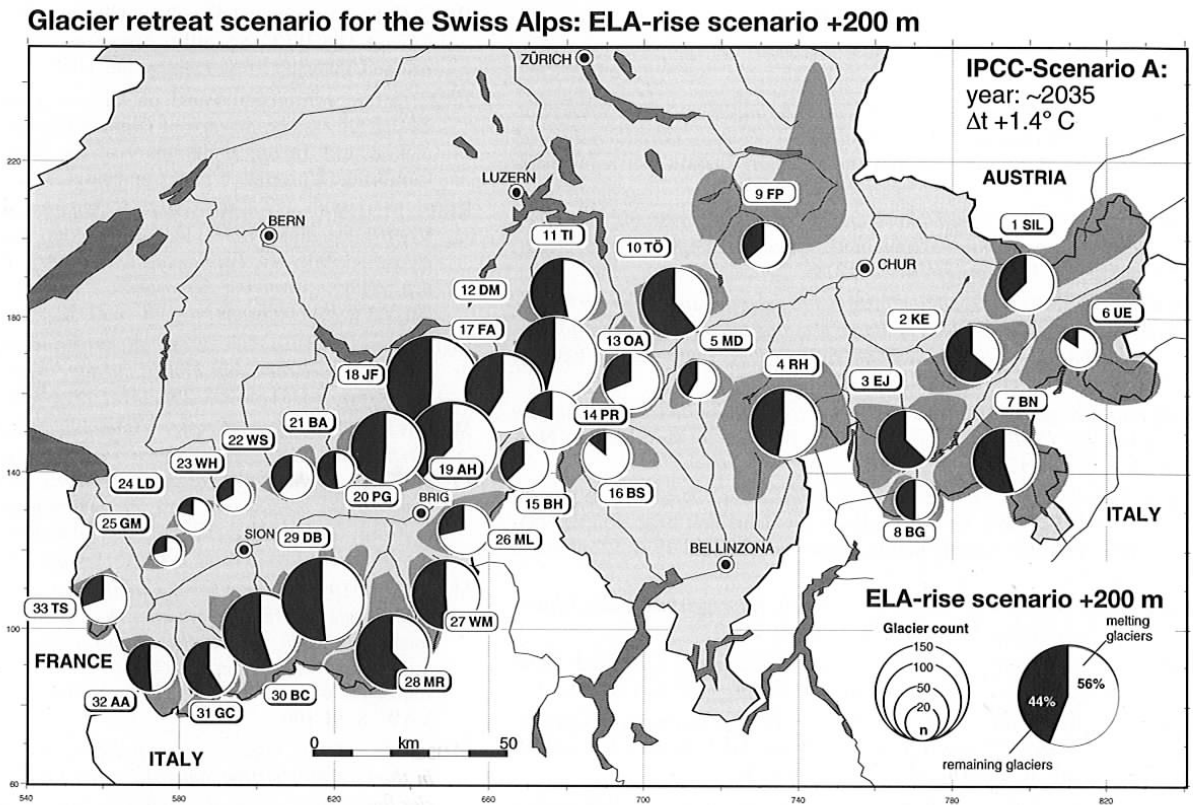 Glacier retreat scenario for the Swiss Alps: ELA-rise scenario +200 m
ZÜRICH
IPCC-Scenario A:
year: ~2035
Δt +1.4° C
220
LUZERN
9 FP
AUSTRIA
BERN
11 TI
10 TÖ
1 SIL
CHUR
12 DM
180
17 FA
13 OA
5 MD
2 KE
6 UE
18 JF
4 RH
3 EJ
7 BN
14 PR
21 BA
22 WS
140
23 WH
19 AH
24 LD
20 PG
BRIG
15 BH
16 BS
25 GM
8 BG
ITALY
SION
29 DB
26 ML
BELLINZONA
33 TS
27 WM
100
FRANCE
28 MR
32 AA
30 BC
31 GC
ELA-rise scenario +200 m
Glacier count
melting
glaciers
150
100
50
20
n
56%
44%
remaining glaciers
0 km 50
ITALY
60
540 580 620 660 700 740 780 820